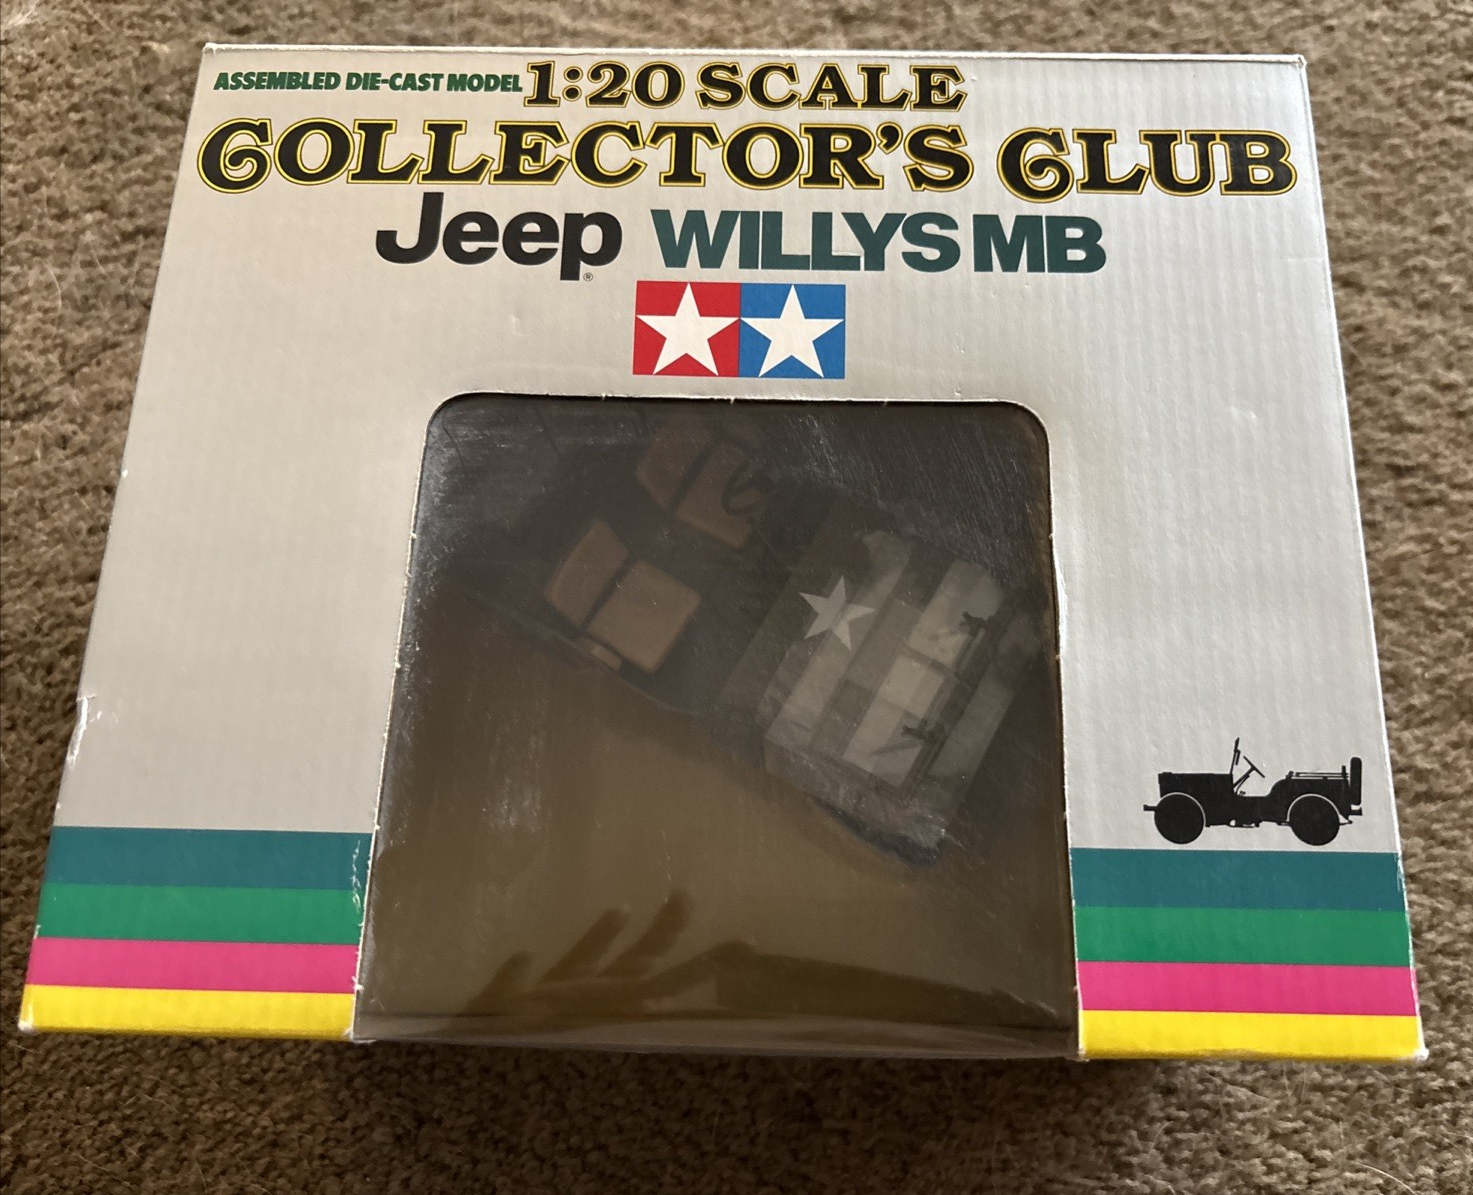 ASSEMBLED DIE-CAST MODEL 1:20 SCALE
COLLECTOR'S CLUB
Jeep® WILLYS MB